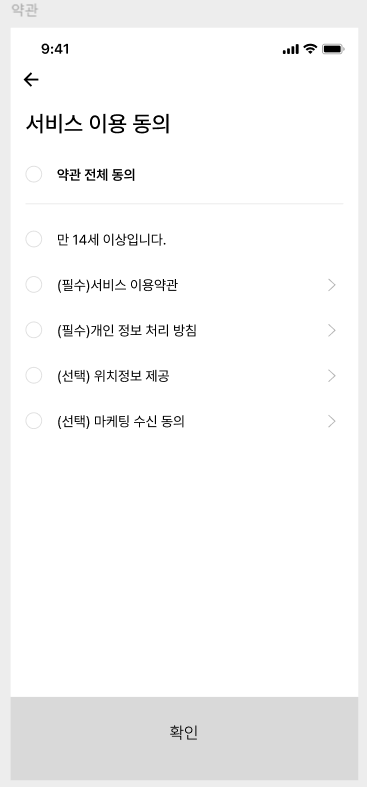 약관
9:41
서비스 이용 동의
약관 전체 동의
만 14세 이상입니다.
(필수)서비스 이용약관
(필수)개인 정보 처리 방침
(선택) 위치정보 제공
(선택) 마케팅 수신 동의
확인